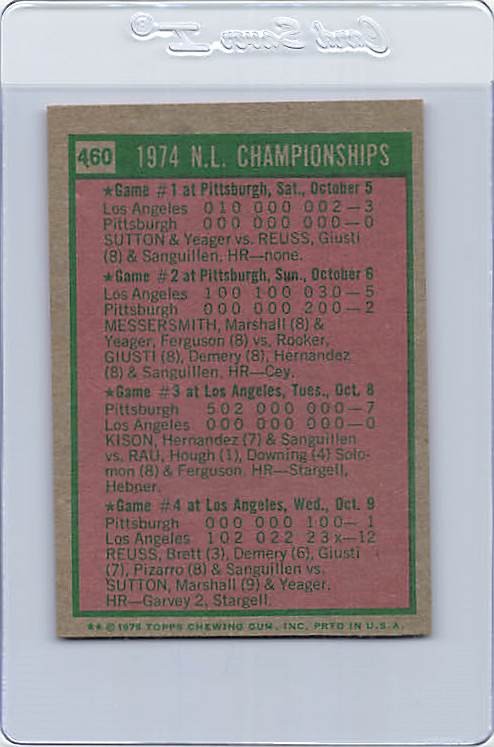 Card Saver I
460 1974 N.L. CHAMPIONSHIPS
★Game #1 at Pittsburgh, Sat., October 5
Los Angeles 010 000 002—3
Pittsburgh 000 000 000—0
SUTTON & Yeager vs. REUSS, Giusti
(8) & Sanguillen. HR—none.
★Game #2 at Pittsburgh, Sun., October 6
Los Angeles 100 100 030—5
Pittsburgh 000 000 200—2
MESSERSMITH, Marshall (8) &
Yeager, Ferguson (8) vs. Rooker,
GIUSTI (8), Demery (8), Hernandez
(8) & Sanguillen. HR—Cey.
★Game #3 at Los Angeles, Tues., Oct. 8
Pittsburgh 502 000 000—7
Los Angeles 000 000 000—0
KISON, Hernandez (7) & Sanguillen
vs. RAU, Hough (1), Downing (4) Solo-
mon (8) & Ferguson. HR—Stargell,
Hebner.
★Game #4 at Los Angeles, Wed., Oct. 9
Pittsburgh 000 000 100—1
Los Angeles 102 022 23x—12
REUSS, Brett (3), Demery (6), Giusti
(7), Pizarro (8) & Sanguillen vs.
SUTTON, Marshall (9) & Yeager.
HR—Garvey 2, Stargell.
★★ © 1975 TOPPS CHEWING GUM, INC. PRTD IN U.S.A.